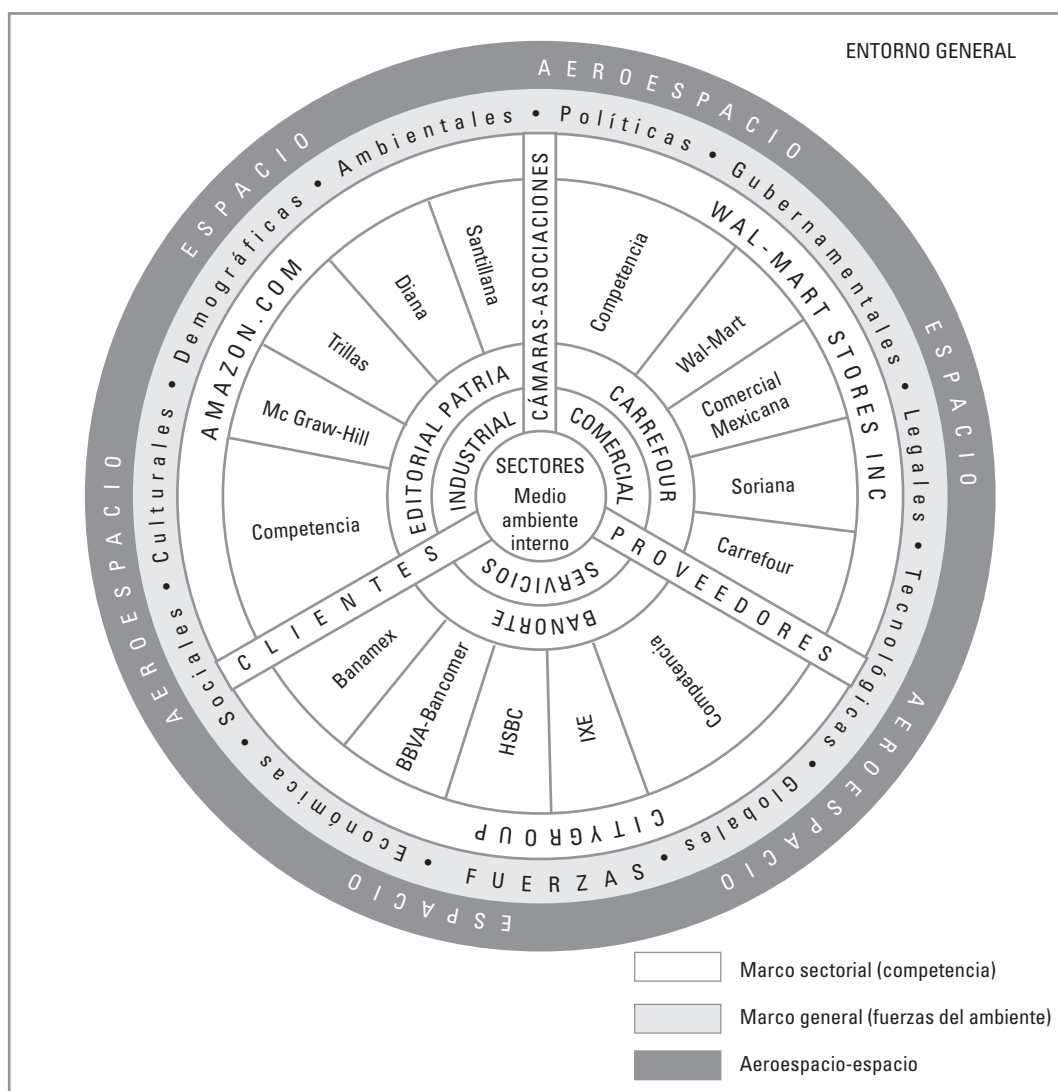 ENTORNO GENERAL
AEROESPACIO
ESPACIO
AEROESPACIO
ESPACIO
AEROESPACIO
ESPACIO
Ambientales • Políticas • Gubernamentales • Legales • Tecnológicas • Globales • FUERZAS • Económicas • Sociales • Culturales • Demográficas •
AMAZON.COM
WAL-MART STORES INC
CITYGROUP
CÁMARAS-ASOCIACIONES
PROVEEDORES
CLIENTES
Santillana
Diana
Trillas
Mc Graw-Hill
Competencia
EDITORIAL PATRIA
INDUSTRIAL
Competencia
Wal-Mart
Comercial
Mexicana
Soriana
Carrefour
CARREFOUR
COMERCIAL
SECTORES
Medio
ambiente
interno
SERVICIOS
BANORTE
Banamex
BBVA-Bancomer
HSBC
IXE
Competencia
Marco sectorial (competencia)
Marco general (fuerzas del ambiente)
Aeroespacio-espacio